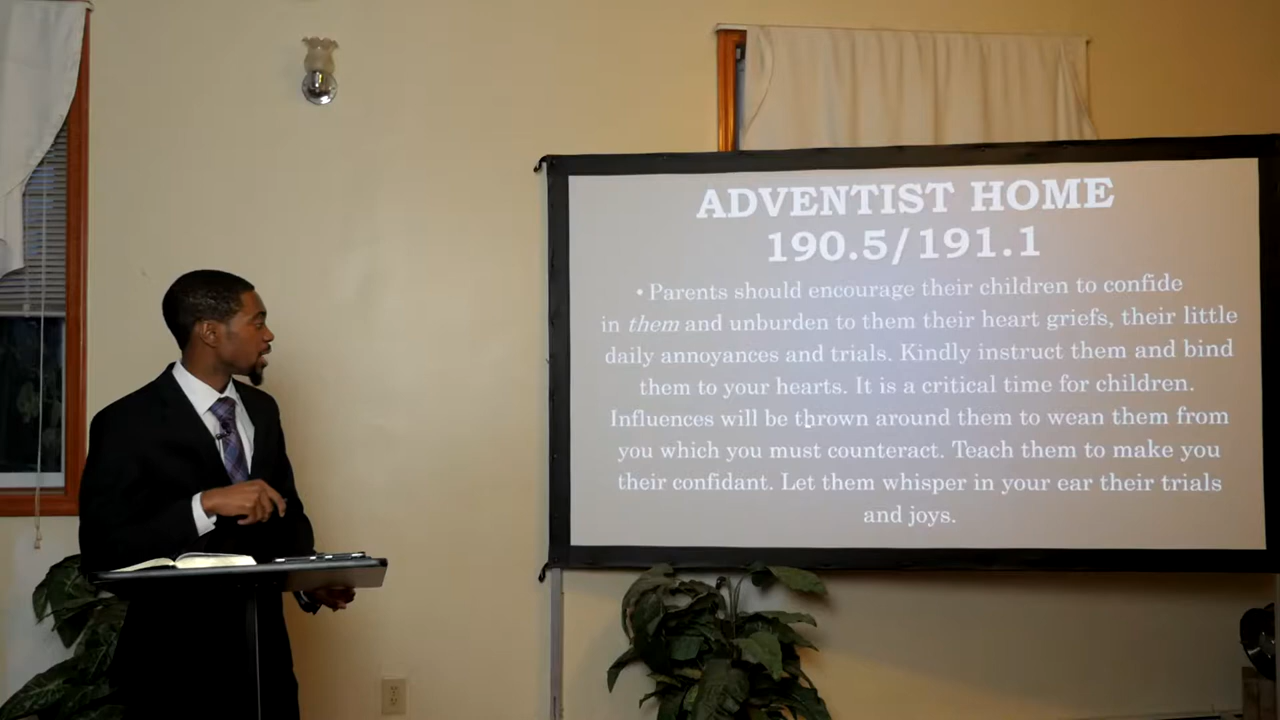 ADVENTIST HOME
190.5/191.1
• Parents should encourage their children to confide
in them and unburden to them their heart griefs, their little
daily annoyances and trials. Kindly instruct them and bind
them to your hearts. It is a critical time for children.
Influences will be thrown around them to wean them from
you which you must counteract. Teach them to make you
their confidant. Let them whisper in your ear their trials
and joys.